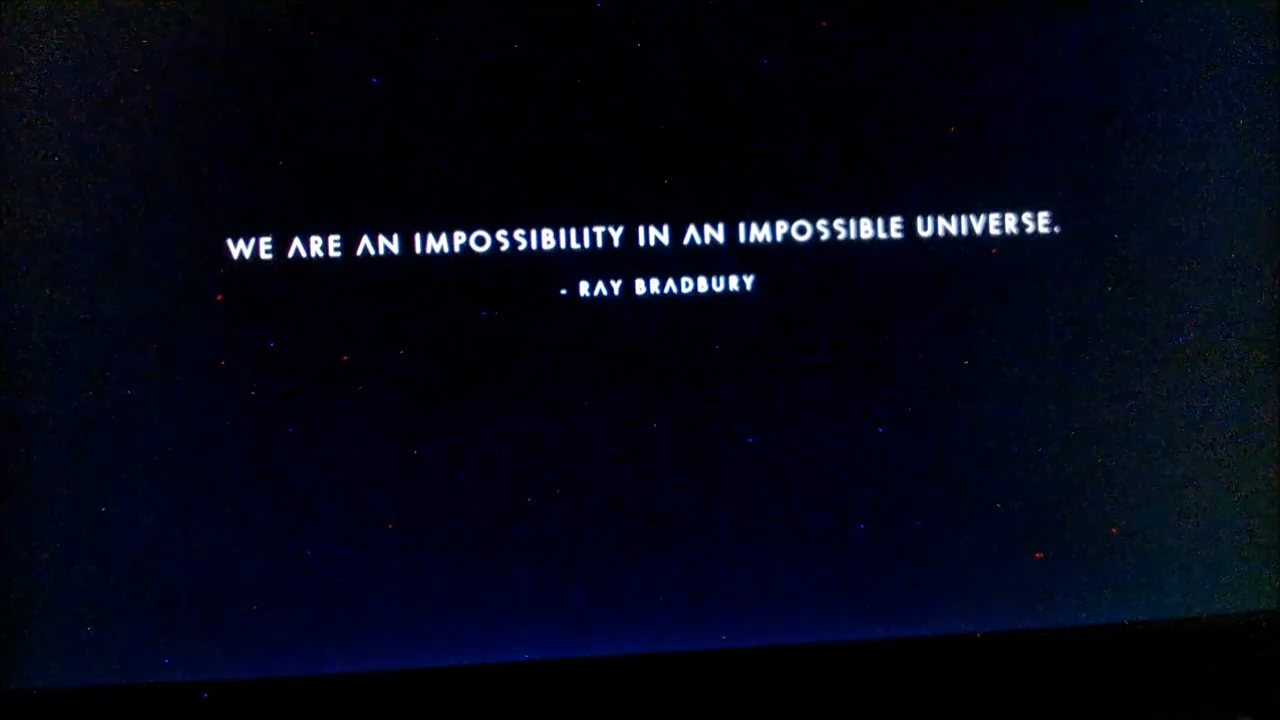 WE ARE AN IMPOSSIBILITY IN AN IMPOSSIBLE UNIVERSE.
- RAY BRADBURY